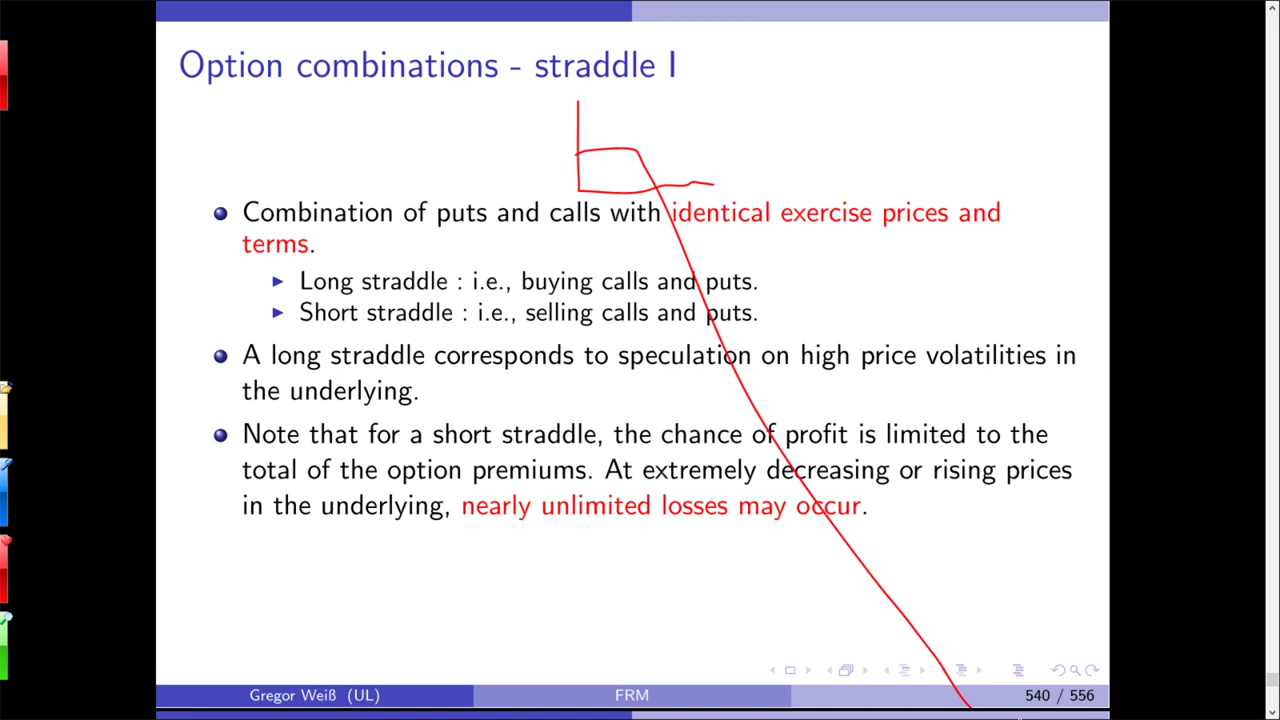 Option combinations - straddle I
Combination of puts and calls with identical exercise prices and
terms.
Long straddle : i.e., buying calls and puts.
Short straddle : i.e., selling calls and puts.
A long straddle corresponds to speculation on high price volatilities in
the underlying.
Note that for a short straddle, the chance of profit is limited to the
total of the option premiums. At extremely decreasing or rising prices
in the underlying, nearly unlimited losses may occur.
Gregor Weiß (UL) FRM 540 / 556